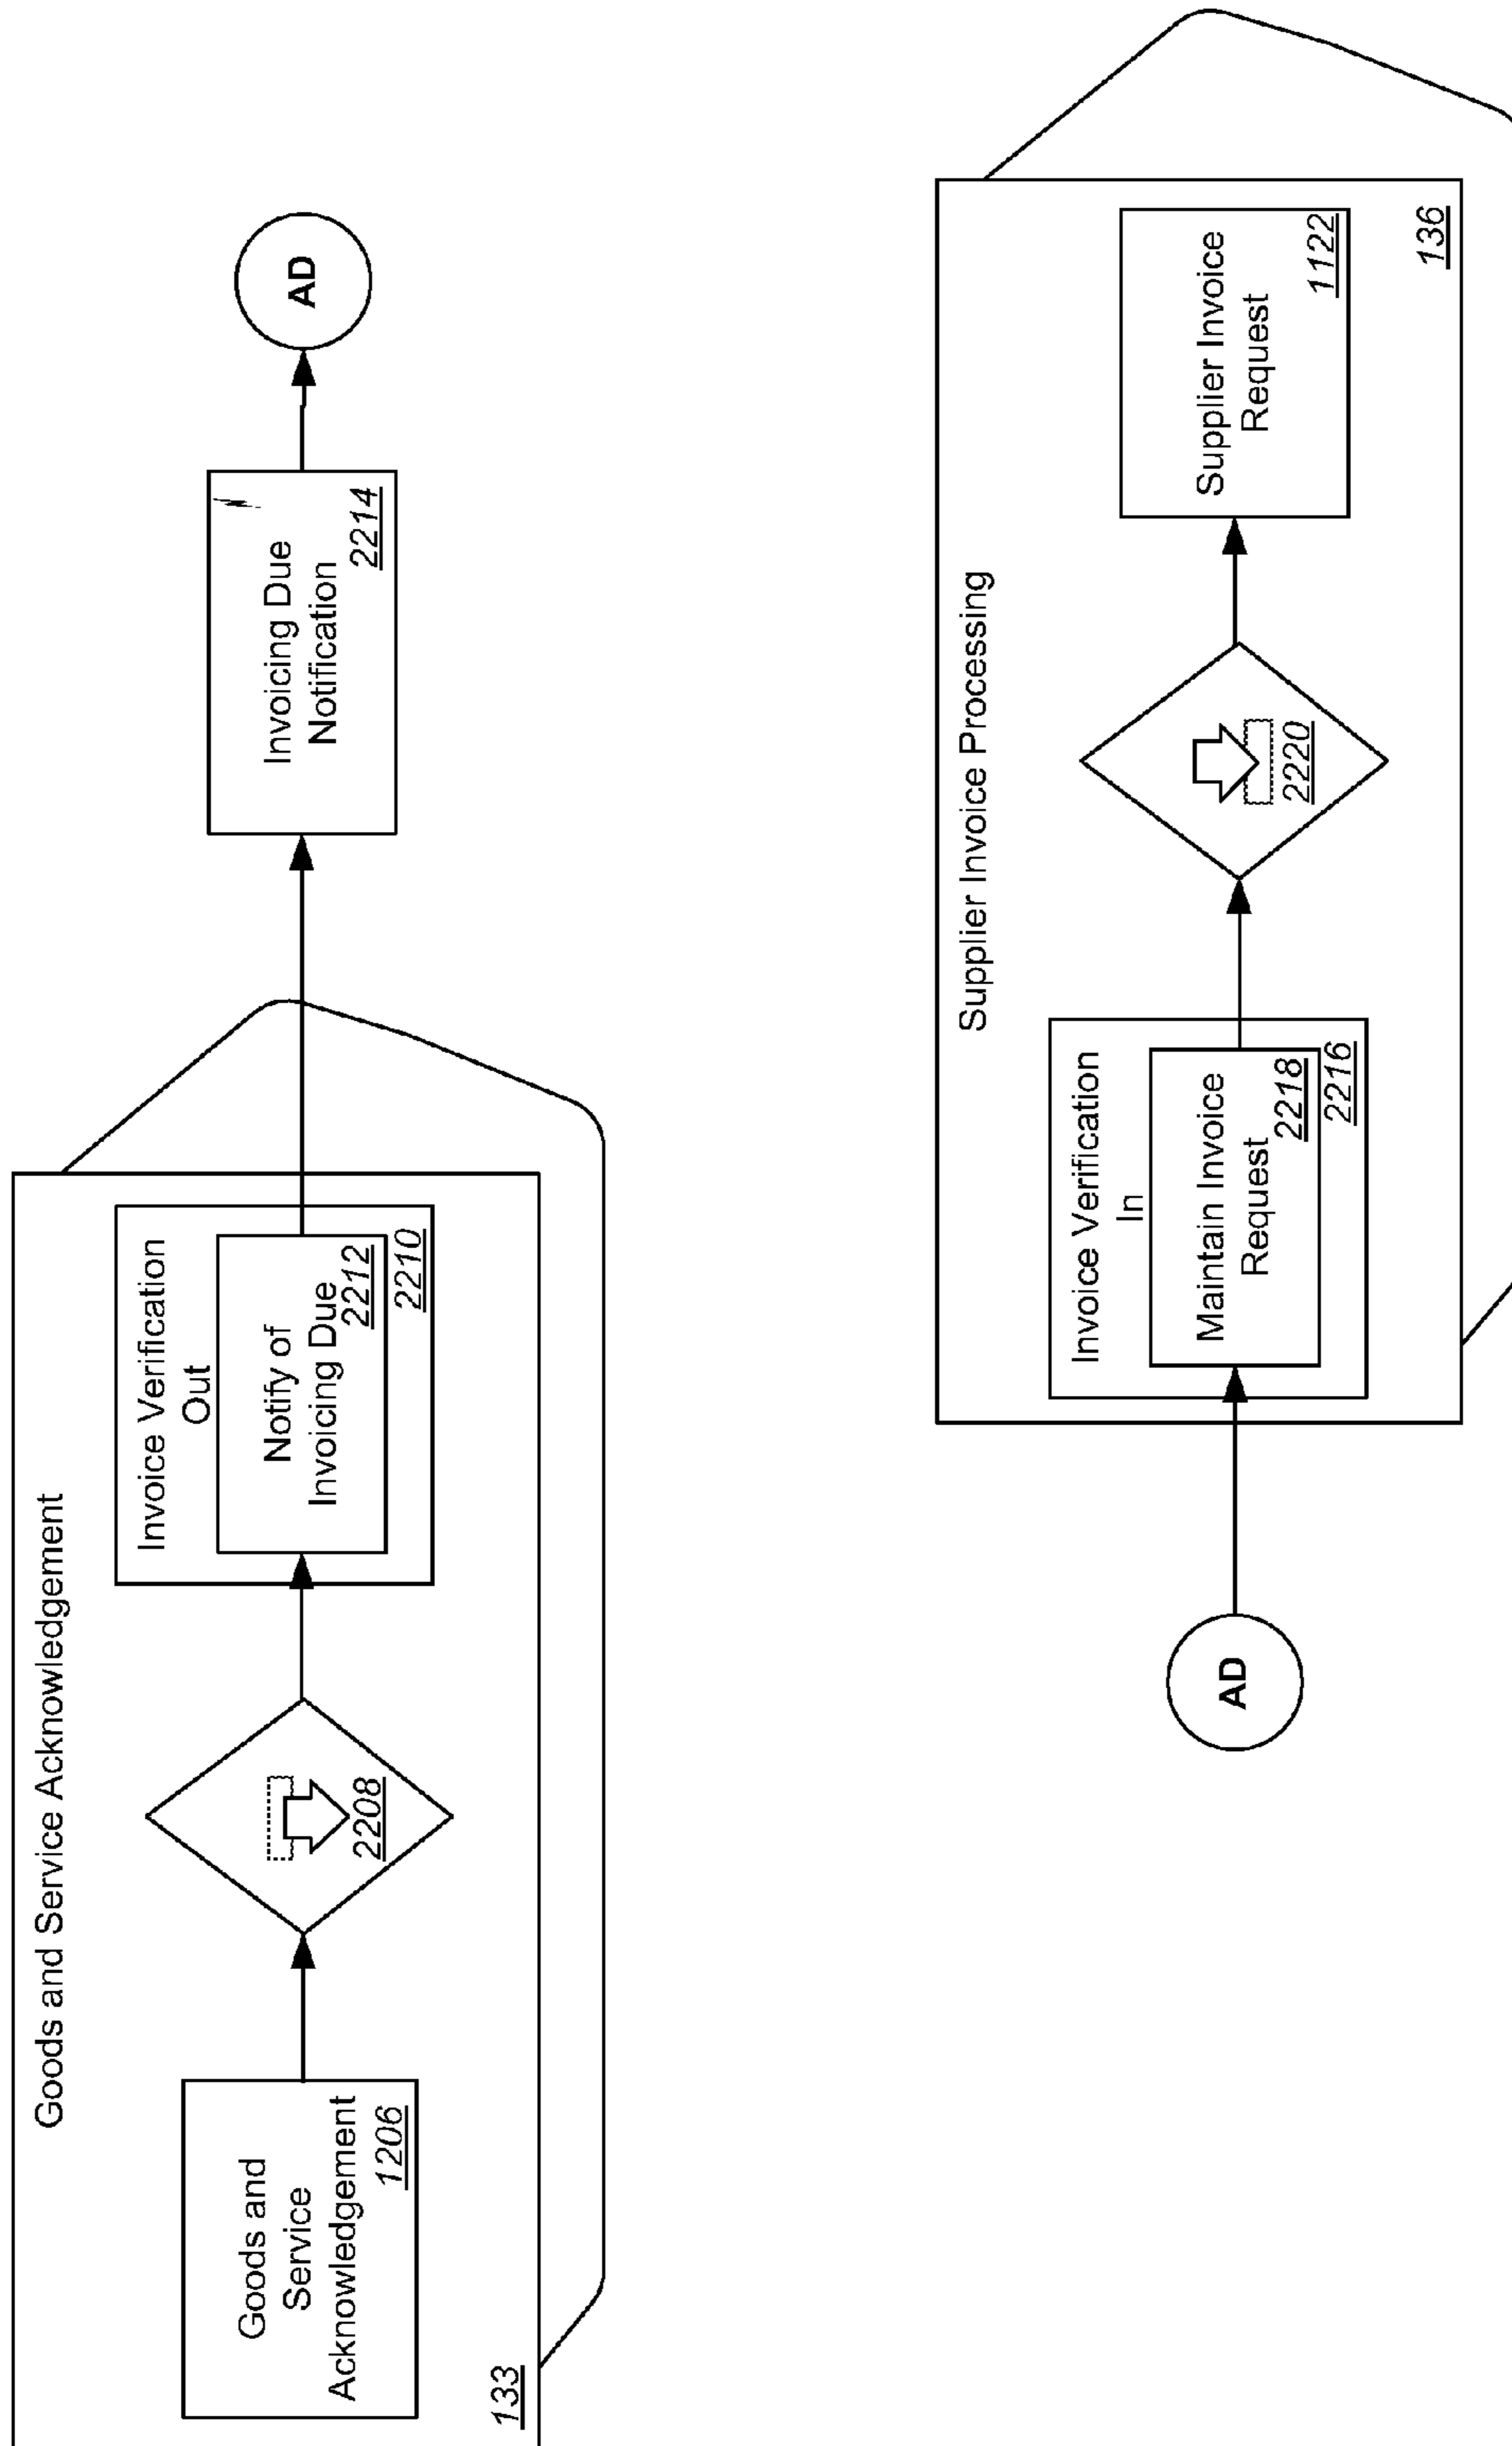 Goods and Service Acknowledgement
Goods and
Service
Acknowledgement
1206
2208
Invoice Verification
Out
Notify of
Invoicing Due
2212
2210
133
Invoicing Due
Notification
2214
AD
AD
Supplier Invoice Processing
Invoice Verification
In
Maintain Invoice
Request
2218
2216
2220
Supplier Invoice
Request
1122
136